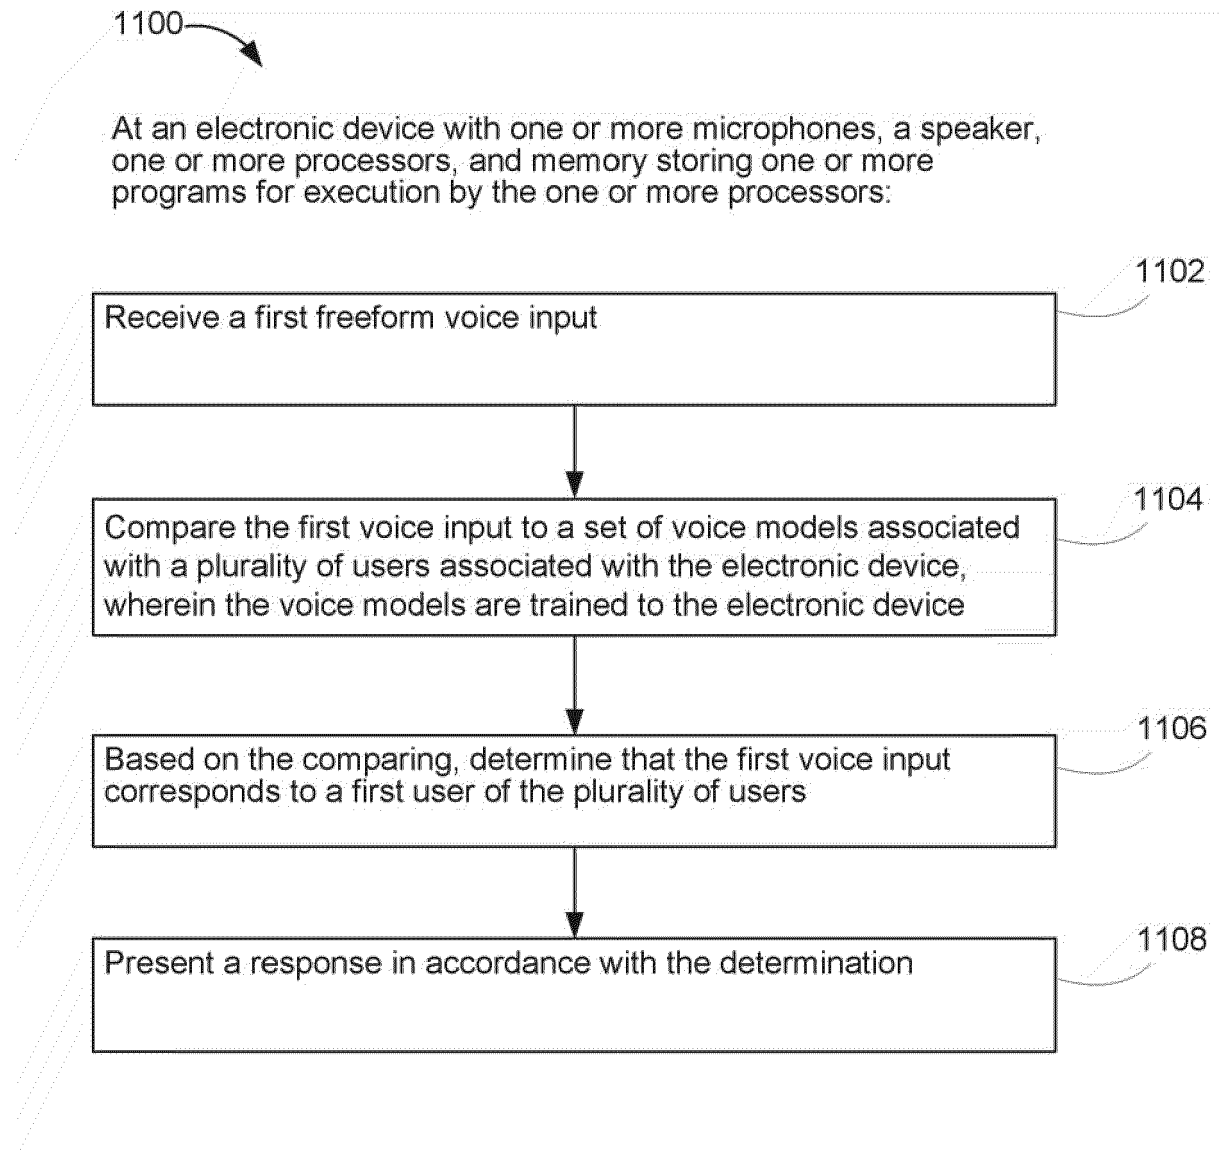 1100
At an electronic device with one or more microphones, a speaker,
one or more processors, and memory storing one or more
programs for execution by the one or more processors:
1102
Receive a first freeform voice input
1104
Compare the first voice input to a set of voice models associated
with a plurality of users associated with the electronic device,
wherein the voice models are trained to the electronic device
1106
Based on the comparing, determine that the first voice input
corresponds to a first user of the plurality of users
1108
Present a response in accordance with the determination